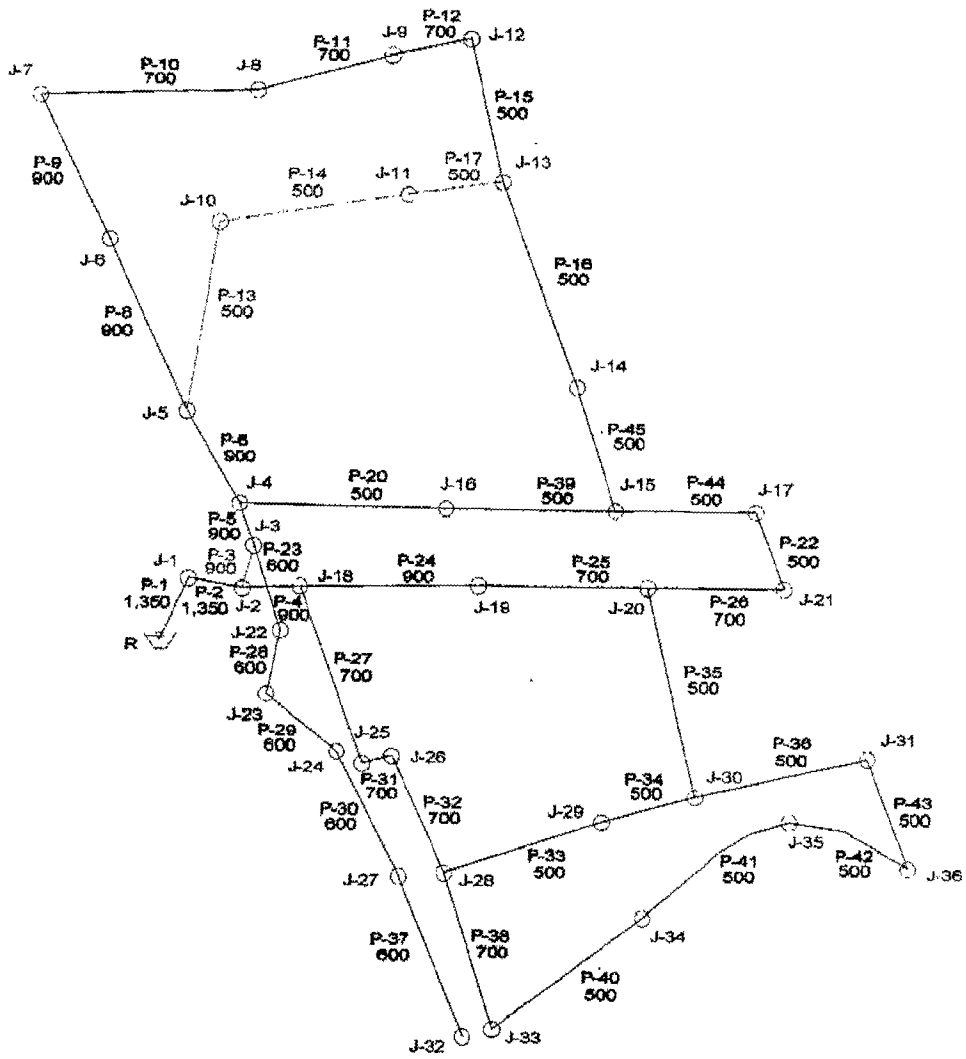 P-12
700
J-9
J-12
P-11
700
P-10
700
J-8
J-7
P-15
500
P-9
900
P-17
500
J-13
P-14
500
J-11
J-10
J-6
P-16
500
P-13
500
P-8
900
J-14
J-5
P-45
500
P-6
900
J-4
P-20
500
J-16
P-39
500
J-15
P-44
500
J-17
P-5
900
J-3
P-22
500
P-3
900
P-23
600
J-1
P-1
1,350
P-2
1,350
J-2
P-4
900
J-18
P-24
900
J-19
P-25
700
J-20
P-26
700
J-21
R
J-22
P-28
600
P-27
700
P-35
500
J-23
P-29
600
J-24
J-25
J-26
P-31
700
J-31
P-36
500
J-30
P-34
500
P-30
600
P-32
700
J-29
P-43
500
J-35
P-33
500
P-41
500
P-42
500
J-27
J-28
J-36
P-37
600
P-38
700
J-34
P-40
500
J-32
J-33